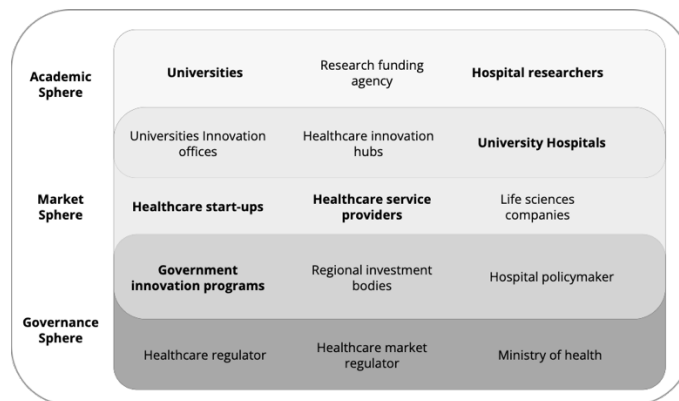 Academic
Sphere
Universities
Research funding
agency
Hospital researchers
Universities Innovation
offices
Healthcare innovation
hubs
University Hospitals
Market
Sphere
Healthcare start-ups
Healthcare service
providers
Life sciences
companies
Government
innovation programs
Regional investment
bodies
Hospital policymaker
Governance
Sphere
Healthcare regulator
Healthcare market
regulator
Ministry of health